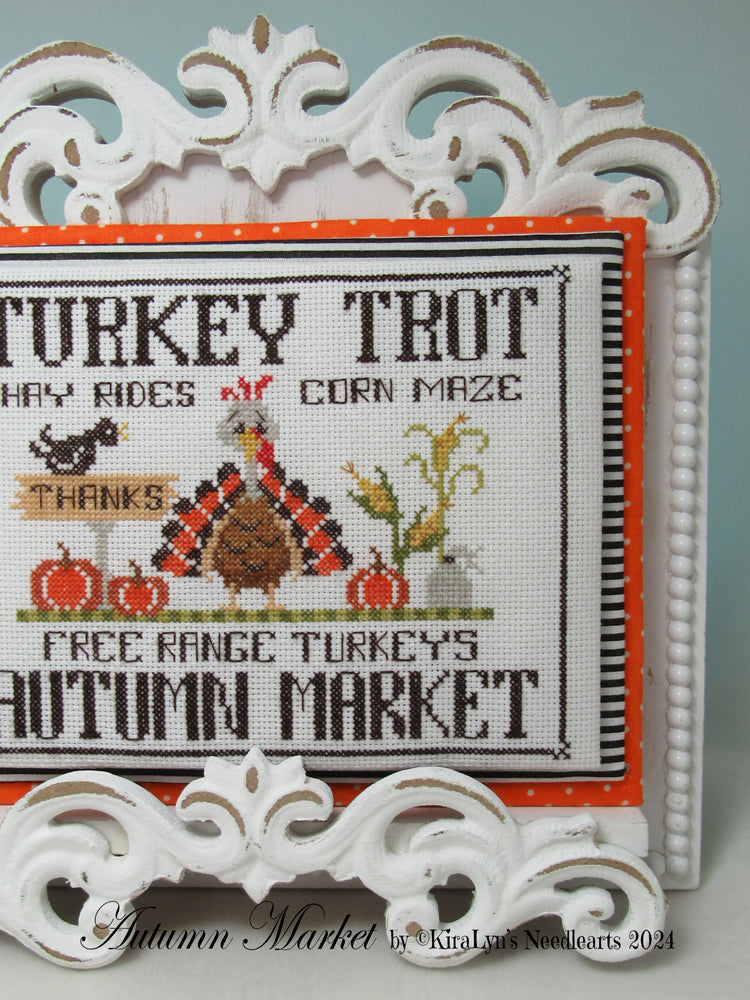 TURKEY TROT
HAY RIDES CORN MAZE
THANKS
FREE RANGE TURKEYS
AUTUMN MARKET
Autumn Market by ©KiraLyn's Needlearts 2024